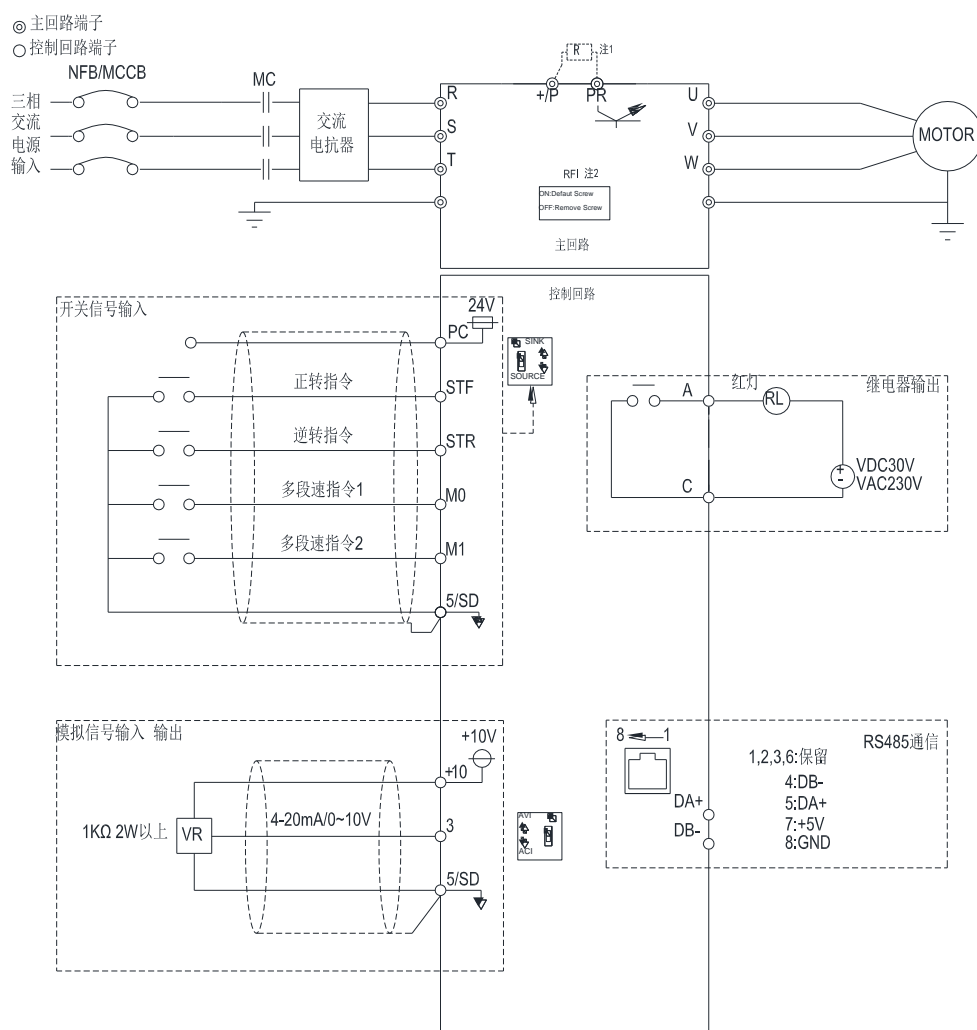 主回路端子
控制回路端子
NFB/MCCB
MC
三相
交流
电源
输入
交流
电抗器
R
S
T
R
注1
+/P
PR
U
V
W
MOTOR
RFI 注2
ON:Defaut Screw
OFF:Remove Screw
主回路
控制回路
开关信号输入
24V
PC
正转指令
STF
逆转指令
STR
多段速指令1
M0
多段速指令2
M1
5/SD
SINK
SOURCE
A
红灯
RL
继电器输出
C
+
-
VDC30V
VAC230V
模拟信号输入 输出
+10V
+10
1KΩ 2W以上
VR
4-20mA/0~10V
3
5/SD
AVI
ACI
8
1
RS485通信
1,2,3,6:保留
4:DB-
5:DA+
7:+5V
8:GND
DA+
DB-